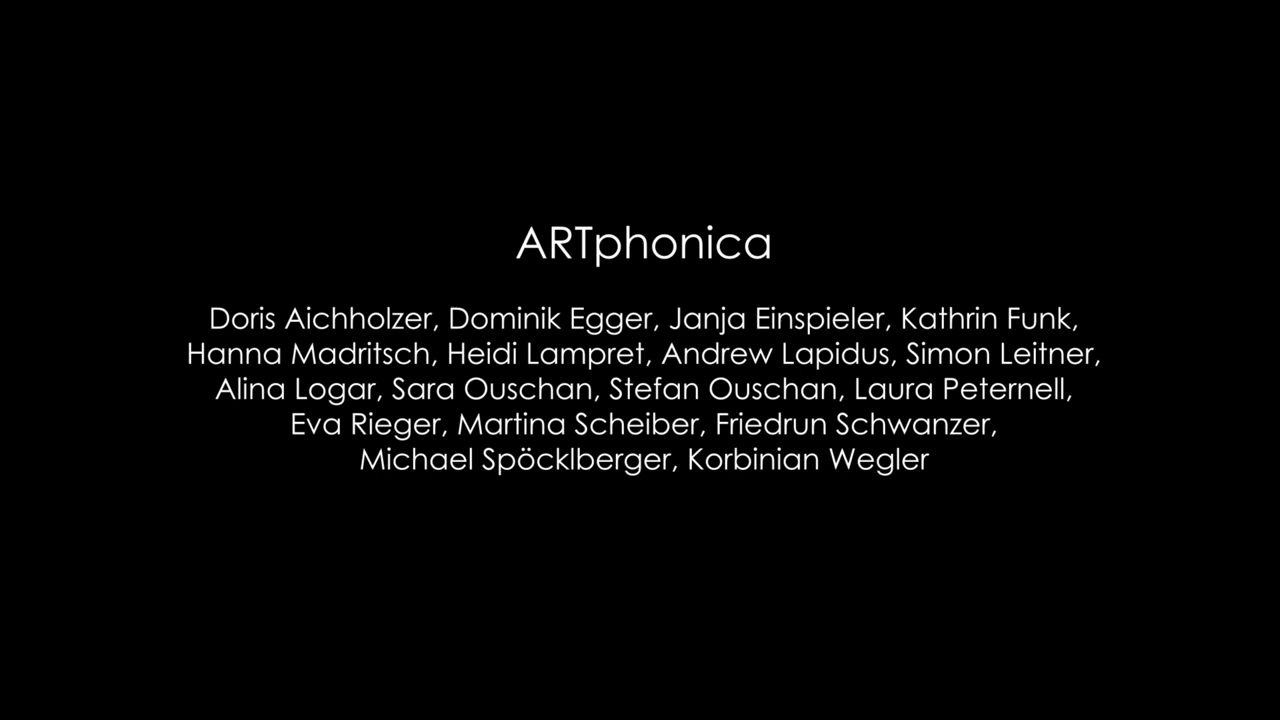 ARTphonica
Doris Aichholzer, Dominik Egger, Janja Einspieler, Kathrin Funk,
Hanna Madritsch, Heidi Lampret, Andrew Lapidus, Simon Leitner,
Alina Logar, Sara Ouschan, Stefan Ouschan, Laura Peternell,
Eva Rieger, Martina Scheiber, Friedrun Schwanzer,
Michael Spöcklberger, Korbinian Wegler